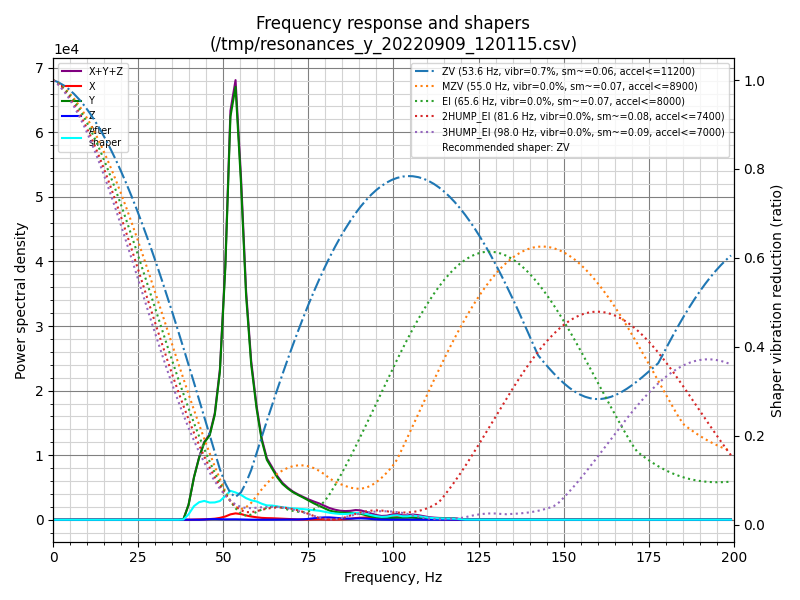 Frequency response and shapers
(/tmp/resonances_y_20220909_120115.csv)
1e4
X+Y+Z
X
Y
Z
After
shaper
ZV (53.6 Hz, vibr=0.7%, sm~=0.06, accel<=11200)
MZV (55.0 Hz, vibr=0.0%, sm~=0.07, accel<=8900)
EI (65.6 Hz, vibr=0.0%, sm~=0.07, accel<=8000)
2HUMP_EI (81.6 Hz, vibr=0.0%, sm~=0.08, accel<=7400)
3HUMP_EI (98.0 Hz, vibr=0.0%, sm~=0.09, accel<=7000)
Recommended shaper: ZV
7
6
5
4
3
2
1
0
Power spectral density
1.0
0.8
0.6
0.4
0.2
0.0
Shaper vibration reduction (ratio)
0 25 50 75 100 125 150 175 200
Frequency, Hz